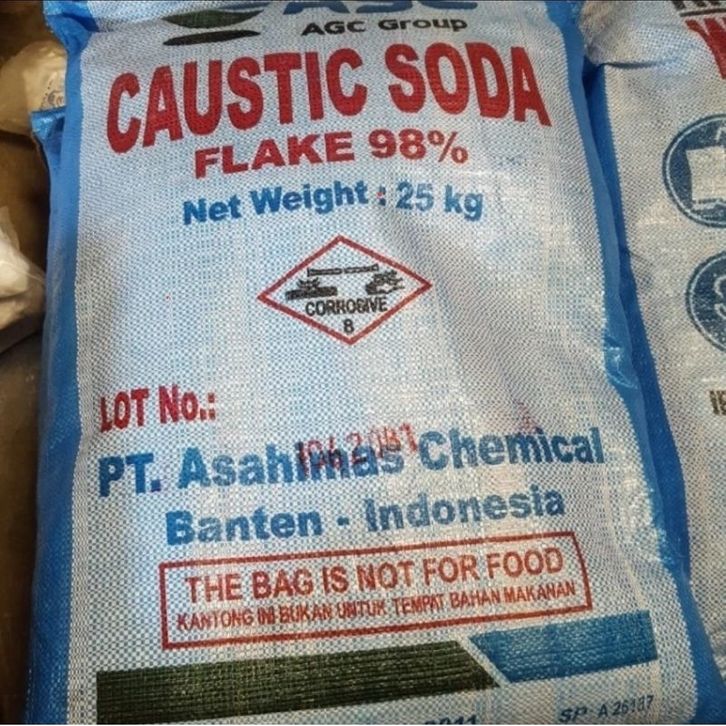 AGC
AGC Group
CAUSTIC SODA
FLAKE 98%
Net Weight : 25 kg
CORROSIVE
8
LOT No.:
PT. Asahimas Chemical
Banten - Indonesia
THE BAG IS NOT FOR FOOD
KANTONG INI BUKAN UNTUK TEMPAT BAHAN MAKANAN